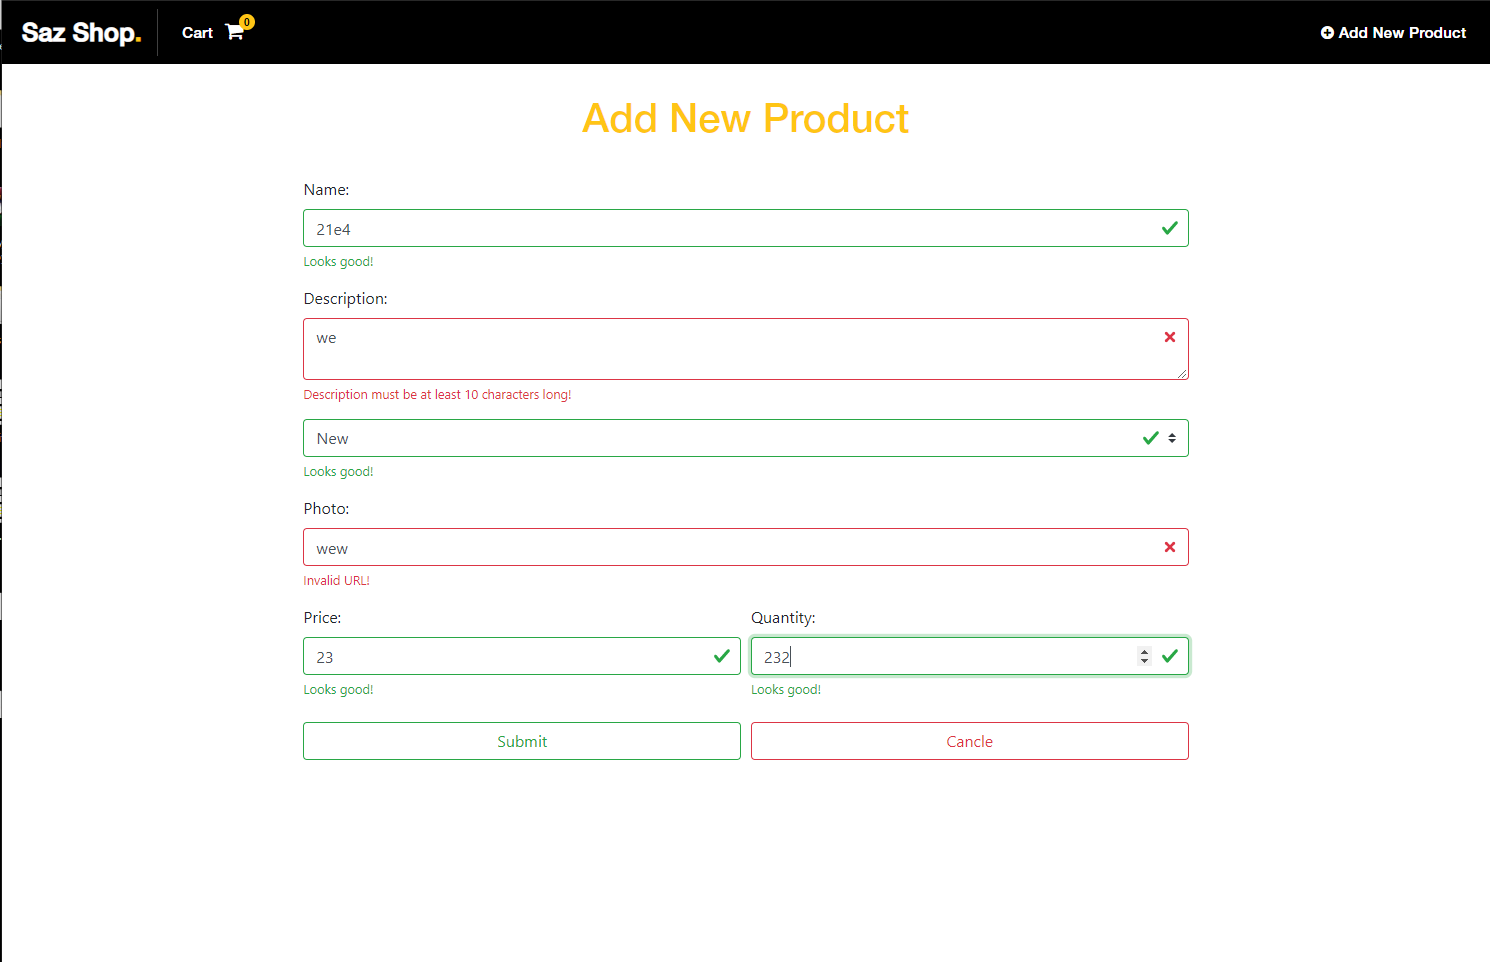 Saz Shop.
Cart 0
Add New Product
Add New Product
Name:
21e4
Looks good!
Description:
we
Description must be at least 10 characters long!
New
Looks good!
Photo:
wew
Invalid URL!
Price: Quantity:
23 232
Looks good! Looks good!
Submit Cancle